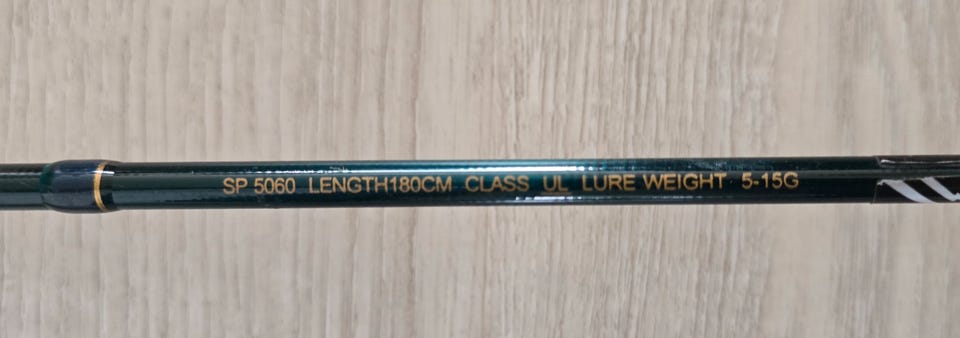 SP 5060 LENGTH180CM CLASS UL LURE WEIGHT 5-15G